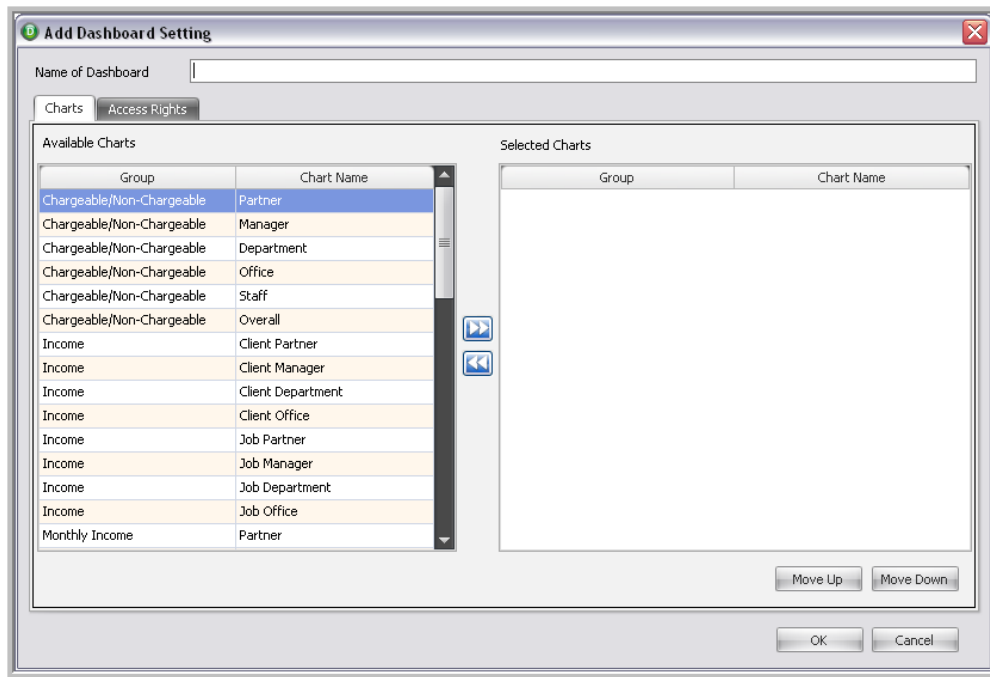 D Add Dashboard Setting
Name of Dashboard
Charts Access Rights
Available Charts
Selected Charts
Group Chart Name
Group Chart Name
Chargeable/Non-Chargeable Partner
Chargeable/Non-Chargeable Manager
Chargeable/Non-Chargeable Department
Chargeable/Non-Chargeable Office
Chargeable/Non-Chargeable Staff
Chargeable/Non-Chargeable Overall
Income Client Partner
Income Client Manager
Income Client Department
Income Client Office
Income Job Partner
Income Job Manager
Income Job Department
Income Job Office
Monthly Income Partner
Move Up Move Down
OK Cancel